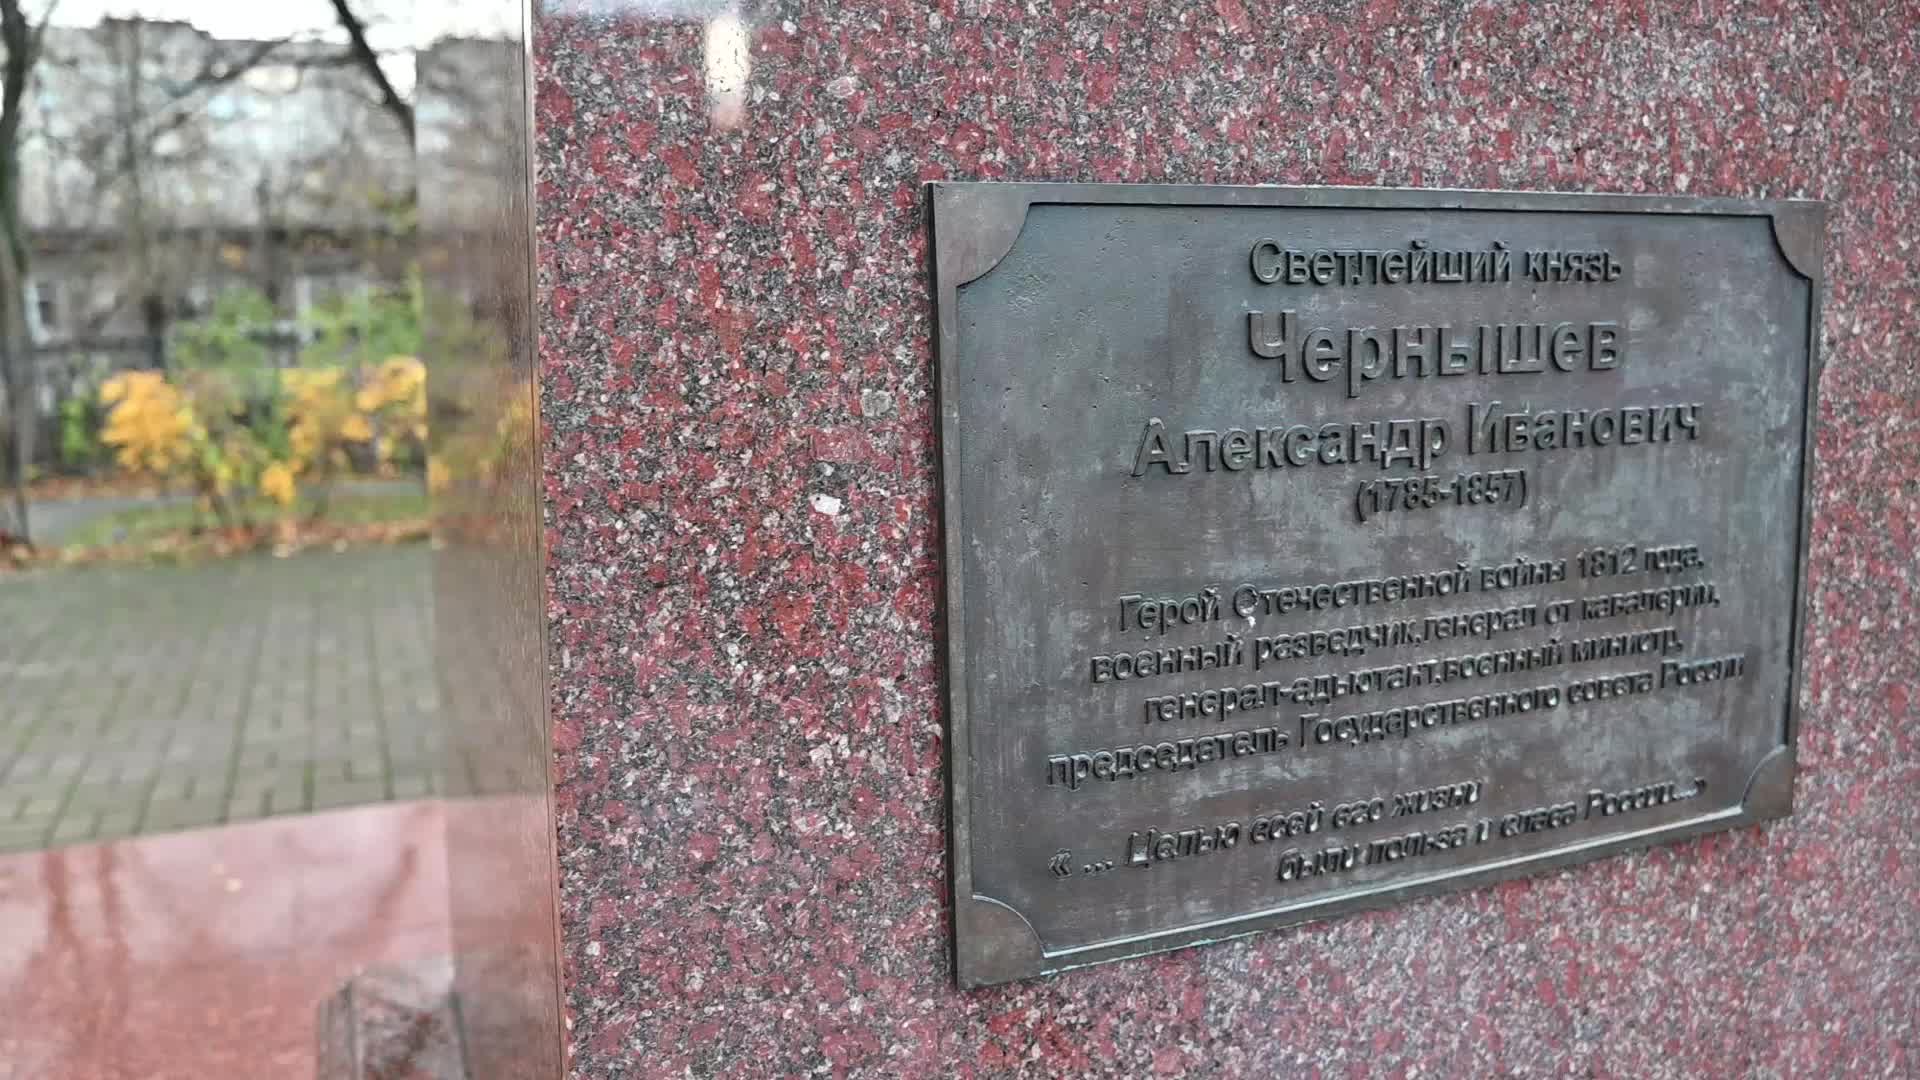 Светлейший князь
Чернышев
Александр Иванович
(1785-1857)
Герой Отечественной войны 1812 года,
военный разведчик,генерал от кавалерии,
генерал-адьютант,военный министр,
председатель Государственного совета России
« ... Целью всей его жизни
были польза и слава России...»